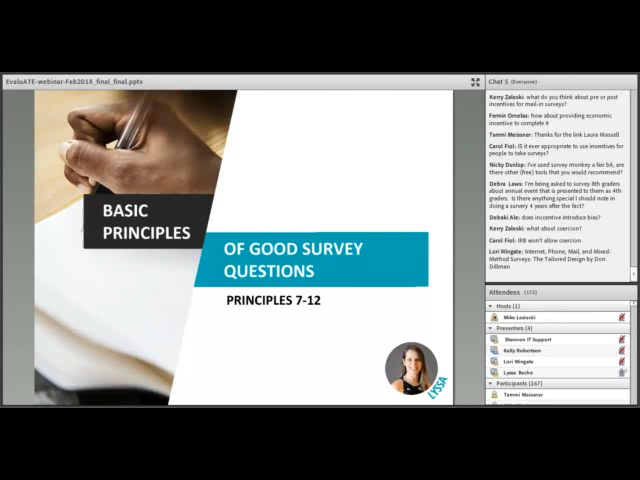 EvaluATE-webinar-Feb2018_final_final.pptx
BASIC
PRINCIPLES
OF GOOD SURVEY
QUESTIONS
PRINCIPLES 7-12
LYSSA
Chat 5 (Everyone)
Kerry Zaleski: what do you think about pre or post
incentives for mail-in surveys?
Fermin Ornelas: how about providing economic
incentive to complete it
Tammi Meissner: Thanks for the link Laura Massell
Carol Fiol: IS it ever appropriate to use incentives for
people to take surveys?
Nicky Dunlop: I've used survey monkey a fair bit, are
there other (free) tools that you would recommend?
Debra Laws: I'm being asked to survey 8th graders
about annual event that is presented to them as 4th
graders. Is there anything special I should note in
doing a survey 4 years after the fact?
Debaki Ale: does inccentive introduce bias?
Kerry Zaleski: what about coercion?
Carol Fiol: IRB won't allow coercion
Lori Wingate: Internet, Phone, Mail, and Mixed-
Method Surveys: The Tailored Design by Don
Dillman
Attendees (172)
Hosts (1)
Mike Lesiecki
Presenters (4)
Shannon IT Support
Kelly Robertson
Lori Wingate
Lyssa Becho
Participants (167)
Tammi Meissner